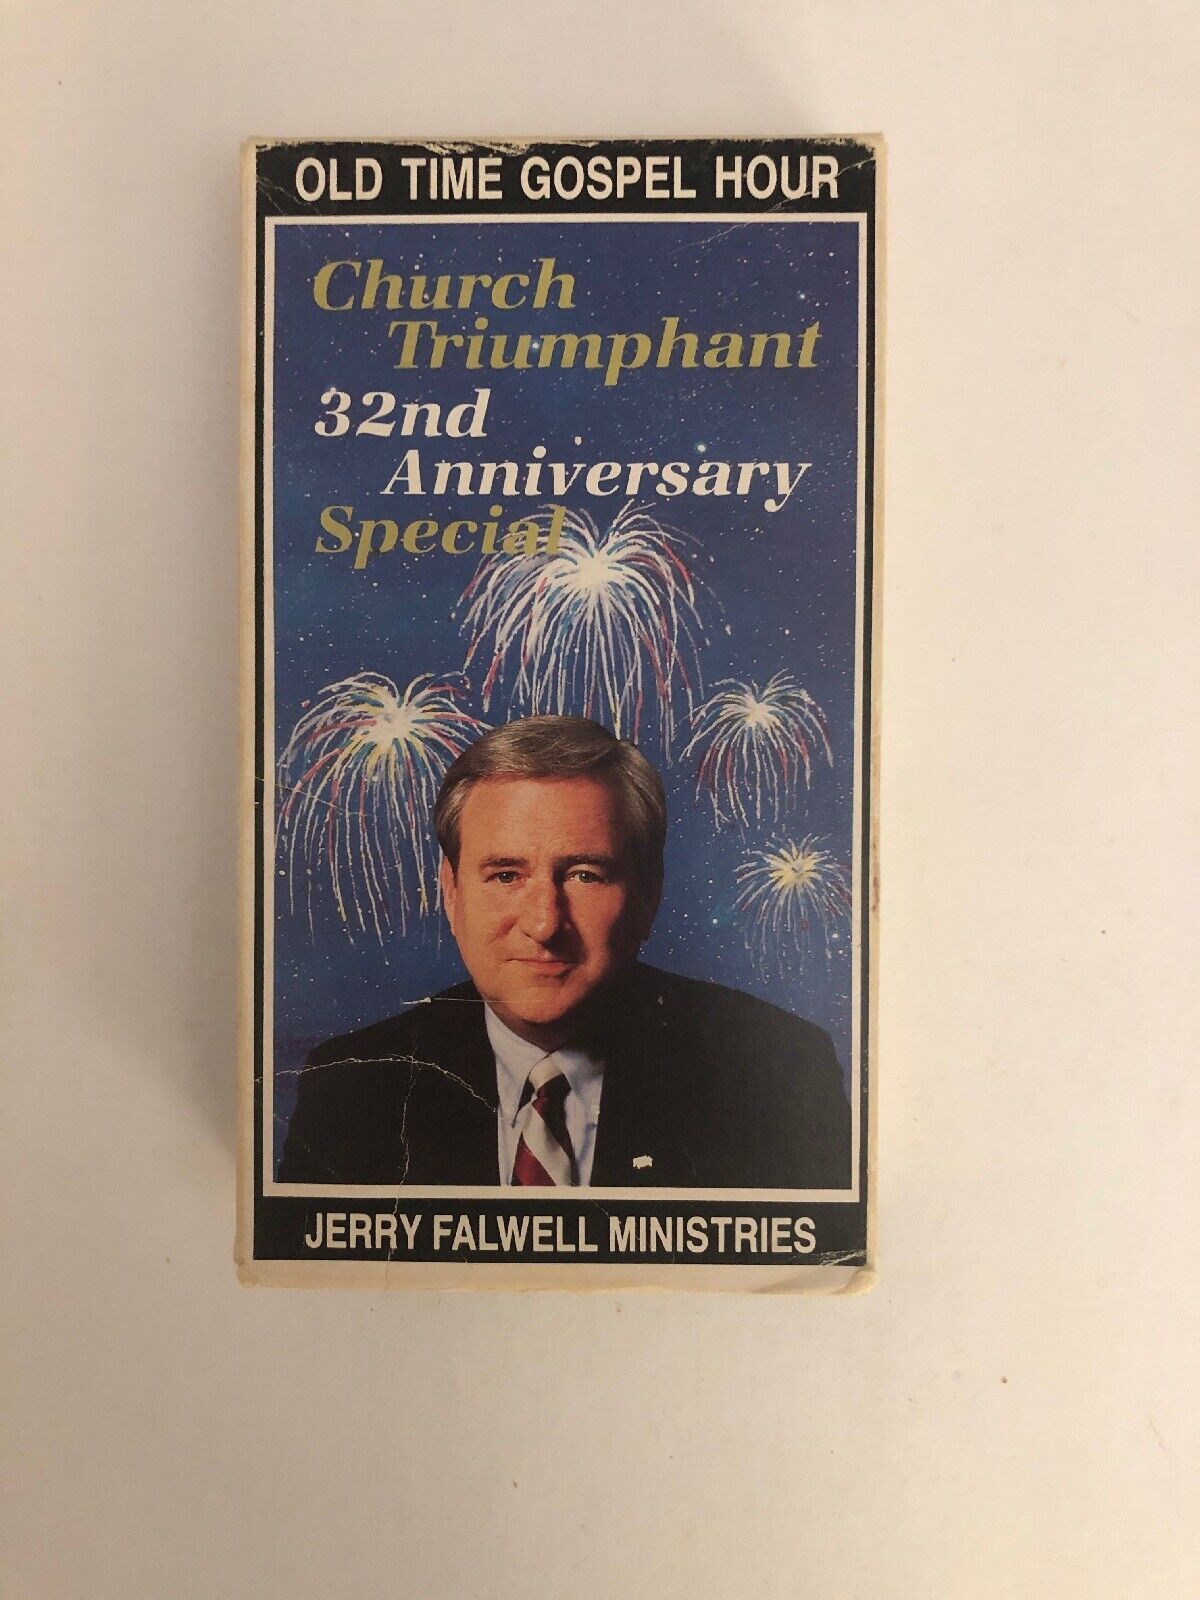 OLD TIME GOSPEL HOUR
Church
Triumphant
32nd
Anniversary
Special
JERRY FALWELL MINISTRIES